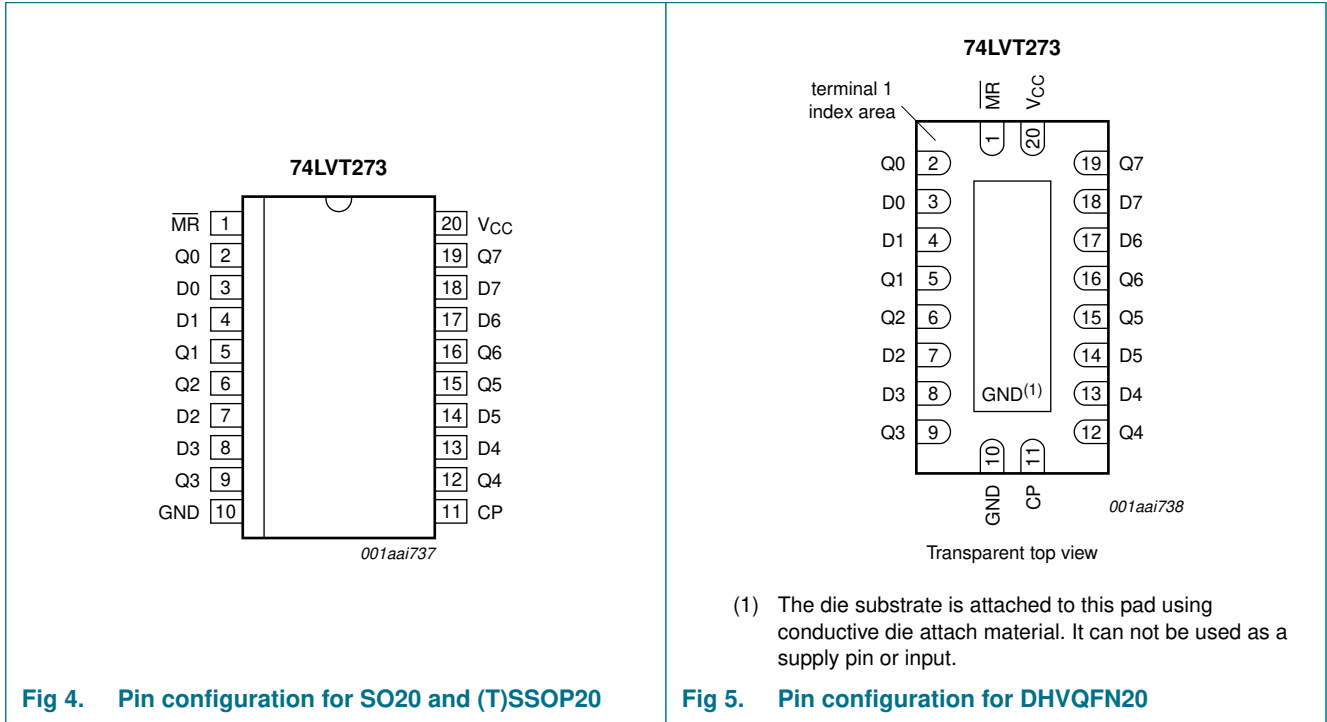 74LVT273
MR 1 20 VCC
Q0 2 19 Q7
D0 3 18 D7
D1 4 17 D6
Q1 5 16 Q6
Q2 6 15 Q5
D2 7 14 D5
D3 8 13 D4
Q3 9 12 Q4
GND 10 11 CP
001aai737
Fig 4. Pin configuration for SO20 and (T)SSOP20
74LVT273
terminal 1
index area
MR VCC
1 20
Q0 2 19 Q7
D0 3 18 D7
D1 4 17 D6
Q1 5 16 Q6
Q2 6 15 Q5
D2 7 14 D5
D3 8 GND(1) 13 D4
Q3 9 12 Q4
10 11
GND CP
001aai738
Transparent top view
(1) The die substrate is attached to this pad using
conductive die attach material. It can not be used as a
supply pin or input.
Fig 5. Pin configuration for DHVQFN20